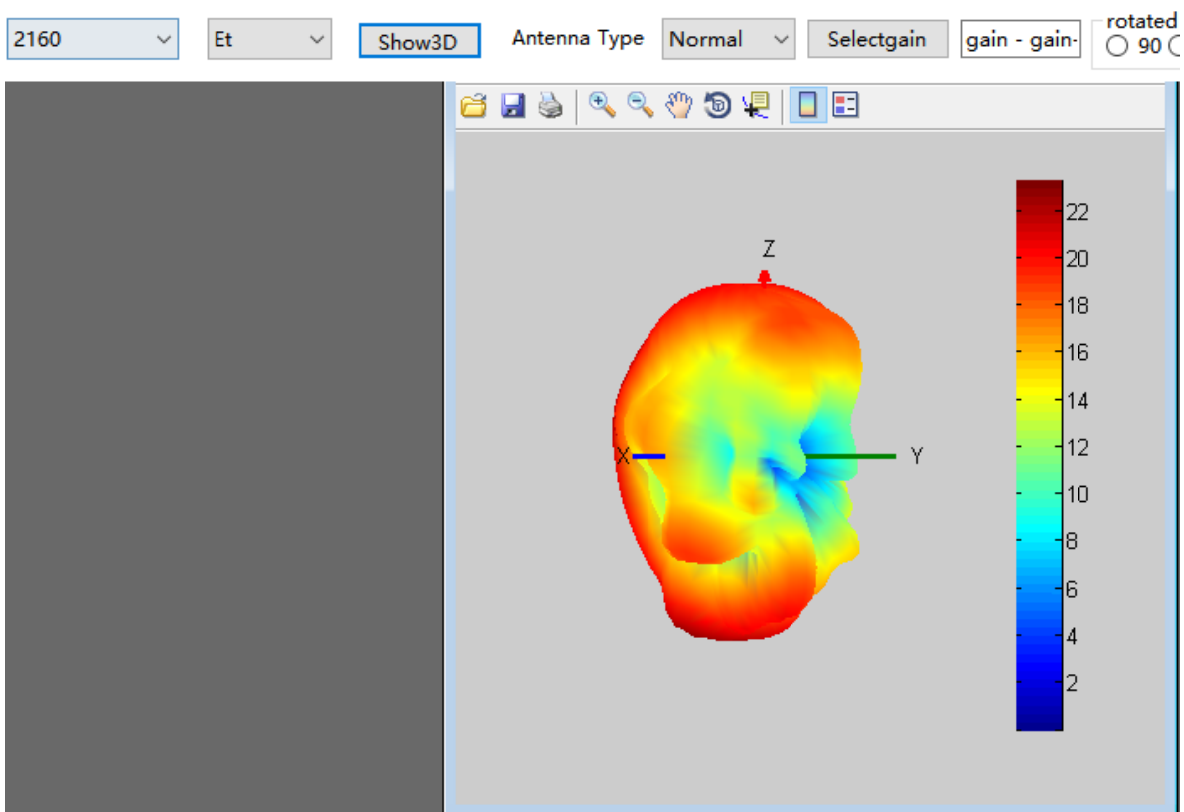 rotated
2160 Et Show3D Antenna Type Normal Selectgain gain - gain- 90
22
Z
20
18
16
14
12
X Y
10
8
6
4
2